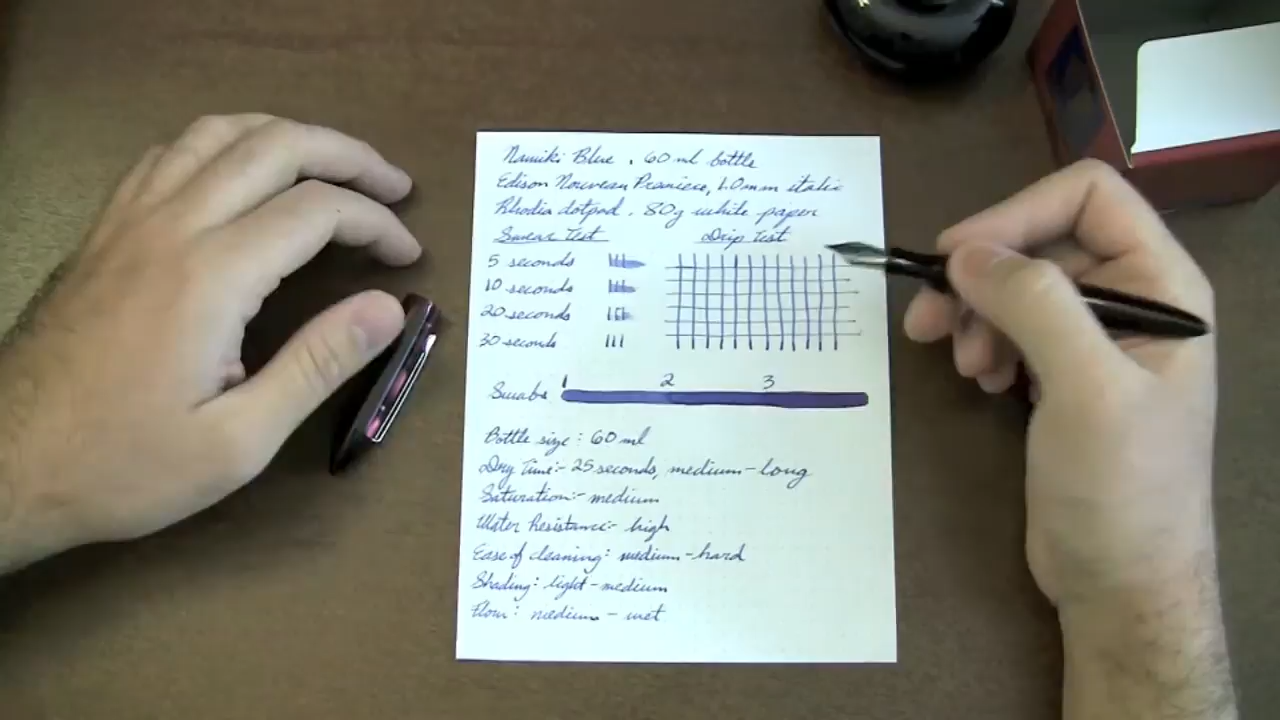 Namiki Blue, 60 ml bottle
Edison Nouveau Premiere, 1.0mm italic
Rhodia dotpad, 80g white paper
Smear Test Drip Test
5 seconds
10 seconds
20 seconds
30 seconds
Swabs 1 2 3
Bottle size: 60 ml
Dry Time:- 25 seconds, medium-long
Saturation:- medium
Water Resistance:- high
Ease of cleaning: medium-hard
Shading: light-medium
Flow: medium - wet